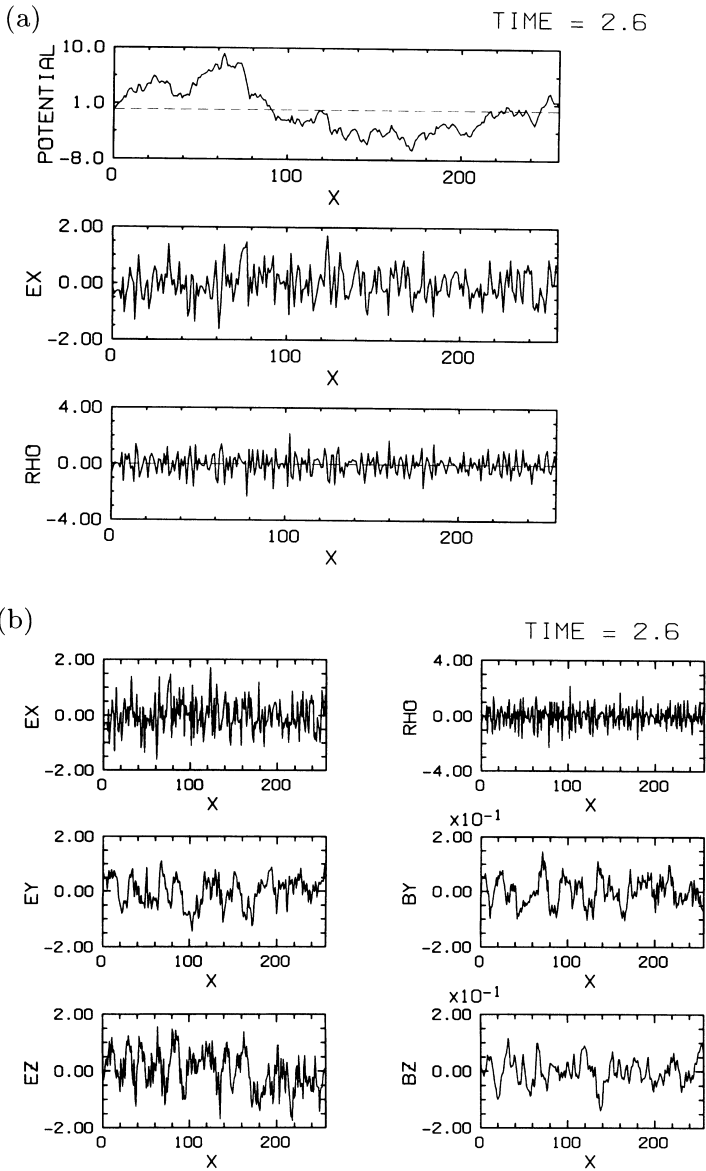 (a)
TIME = 2.6
10.0
1.0
-8.0
POTENTIAL
0 100 200
X
2.00
0.00
-2.00
EX
0 100 200
X
4.00
0.00
-4.00
RHO
0 100 200
X
(b)
TIME = 2.6
2.00
0.00
-2.00
EX
0 100 200
X
4.00
0.00
-4.00
RHO
0 100 200
X
2.00
0.00
-2.00
EY
0 100 200
X
x10⁻¹
2.00
0.00
-2.00
BY
0 100 200
X
2.00
0.00
-2.00
EZ
0 100 200
X
x10⁻¹
2.00
0.00
-2.00
BZ
0 100 200
X